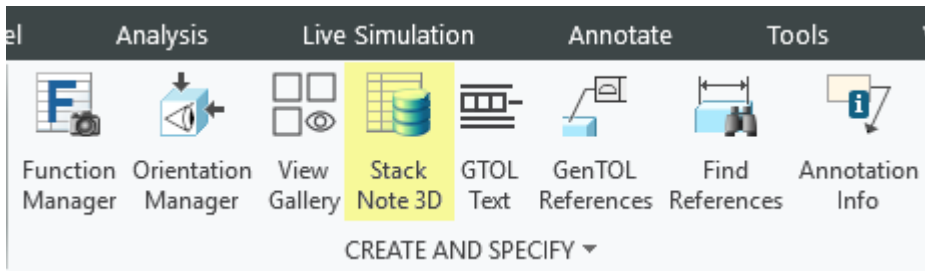 Analysis Live Simulation Annotate Tools
Function Orientation View Stack GTOL GenTOL Find Annotation
Manager Manager Gallery Note 3D Text References References Info
CREATE AND SPECIFY